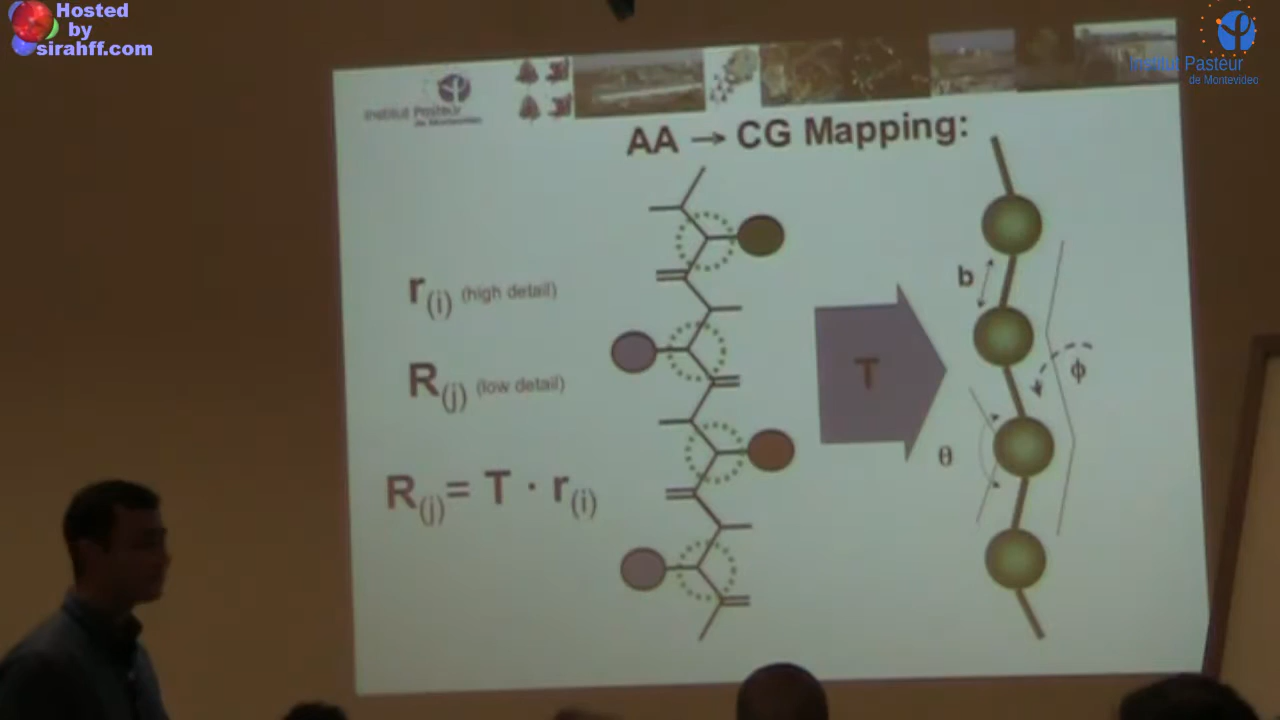 Hosted
by
sirahff.com
Institut Pasteur
de Montevideo
Institut Pasteur
de Montevideo
AA → CG Mapping:
r(i) (high detail)
R(j) (low detail)
R(j)= T · r(i)
T
b
ϕ
θ